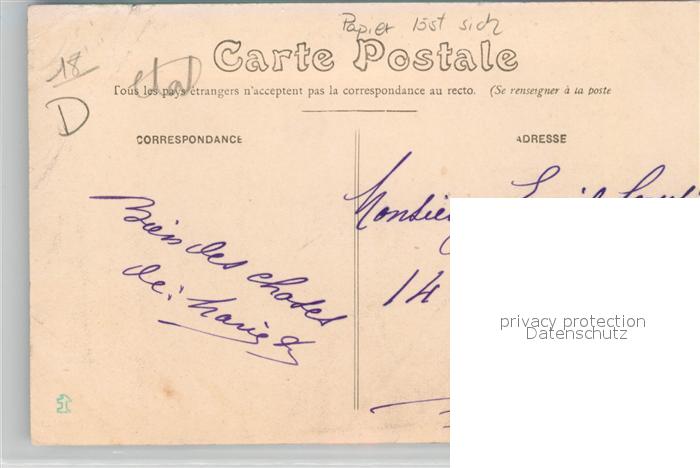 Papier löst sich
18
Carte Postale
D
Tous les pays étrangers n'acceptent pas la correspondance au recto. (Se renseigner à la poste
CORRESPONDANCE
ADRESSE
Monsieur
Bien des choses
de:
14
privacy protection
Datenschutz